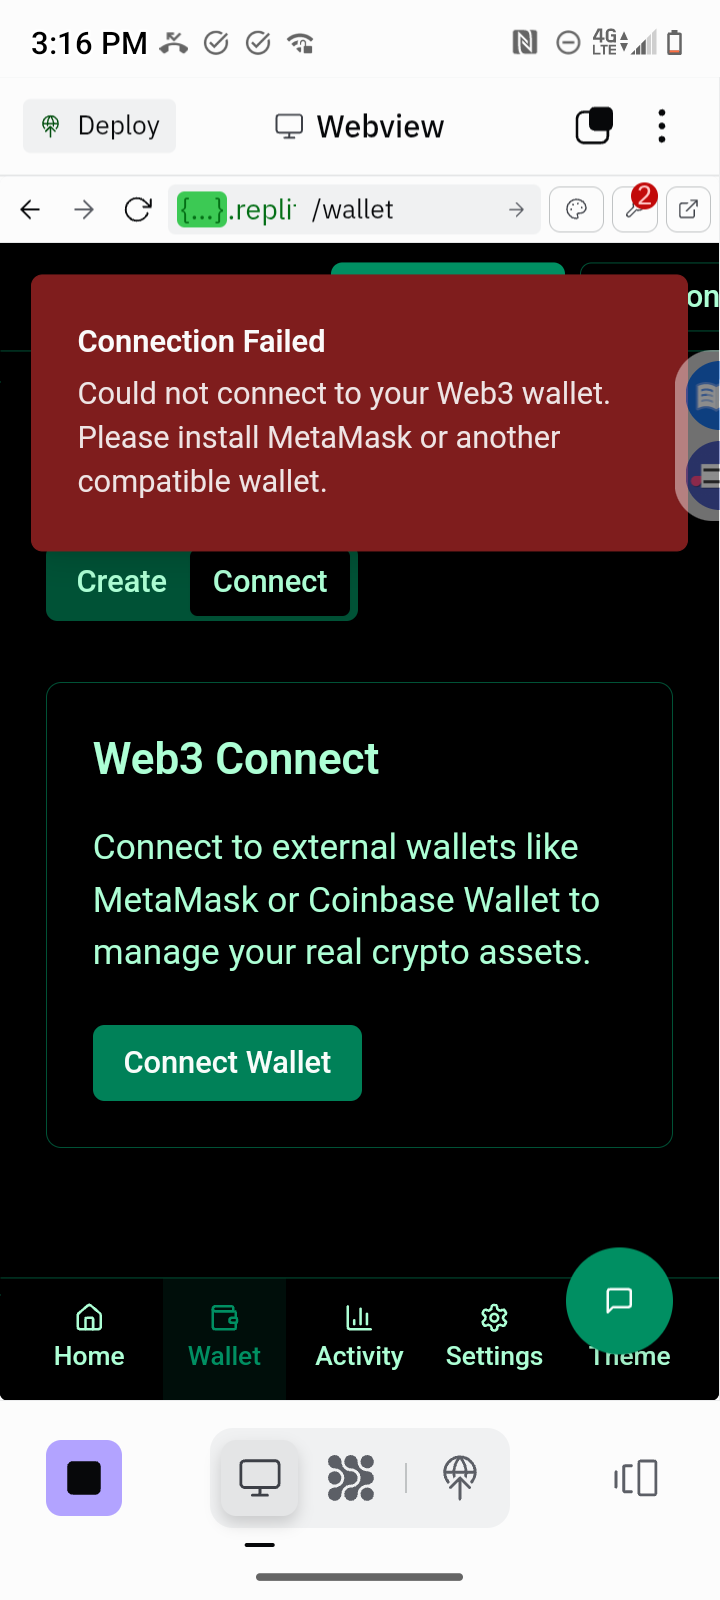 3:16 PM
4G
LTE
Deploy
Webview
{...}.repli
/wallet
2
on
Connection Failed
Could not connect to your Web3 wallet.
Please install MetaMask or another
compatible wallet.
Create
Connect
Web3 Connect
Connect to external wallets like
MetaMask or Coinbase Wallet to
manage your real crypto assets.
Connect Wallet
Home
Wallet
Activity
Settings
Theme